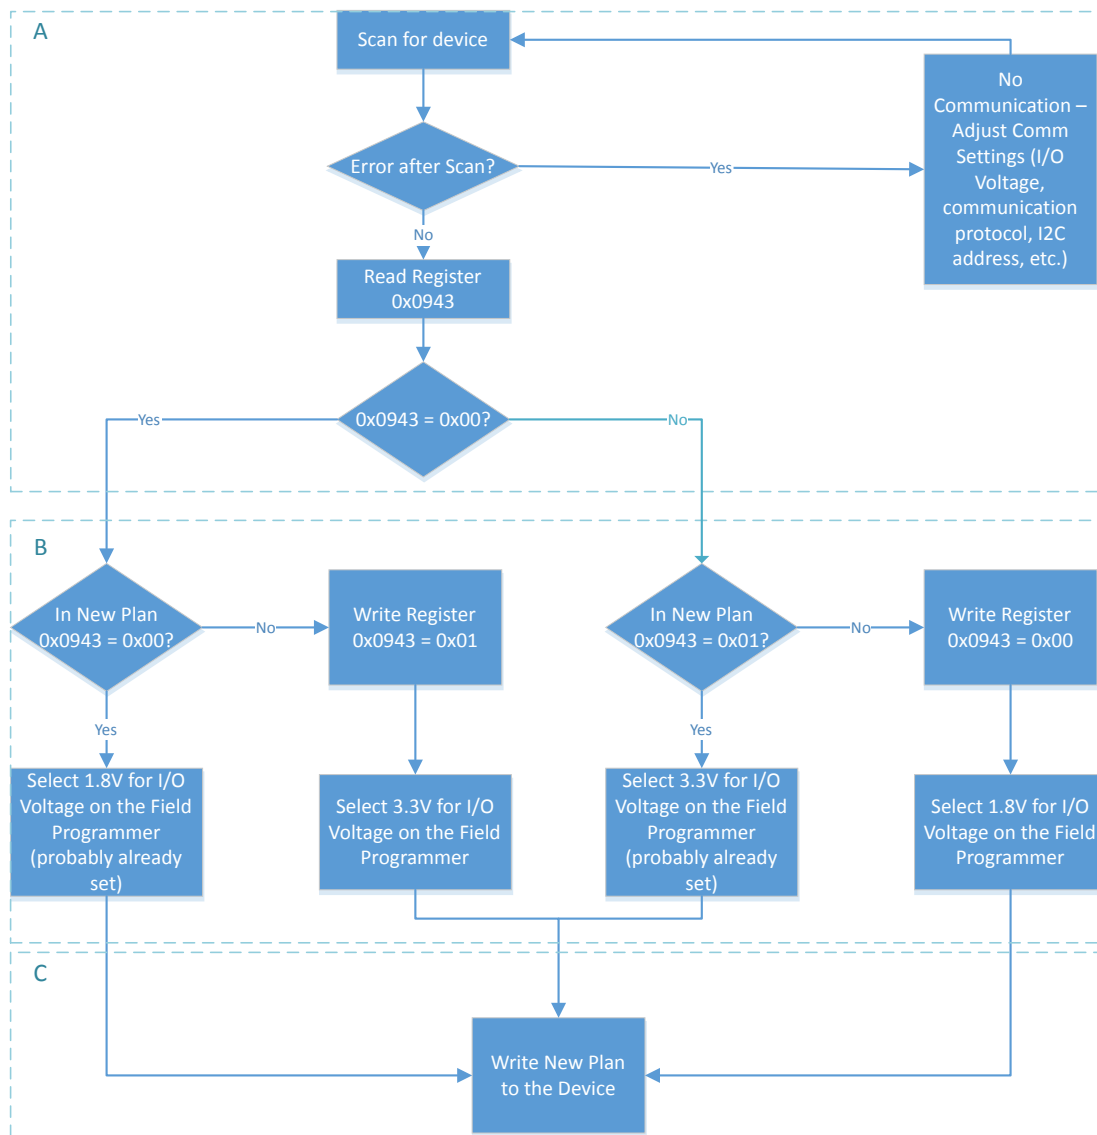 A
Scan for device
No
Communication –
Adjust Comm
Settings (I/O
Voltage,
communication
protocol, I2C
address, etc.)
Error after Scan?
Yes
No
Read Register
0x0943
0x0943 = 0x00?
Yes
No
B
In New Plan
0x0943 = 0x00?
No
Write Register
0x0943 = 0x01
In New Plan
0x0943 = 0x01?
No
Write Register
0x0943 = 0x00
Yes
Yes
Select 1.8V for I/O
Voltage on the Field
Programmer
(probably already
set)
Select 3.3V for I/O
Voltage on the Field
Programmer
Select 3.3V for I/O
Voltage on the Field
Programmer
(probably already
set)
Select 1.8V for I/O
Voltage on the Field
Programmer
C
Write New Plan
to the Device